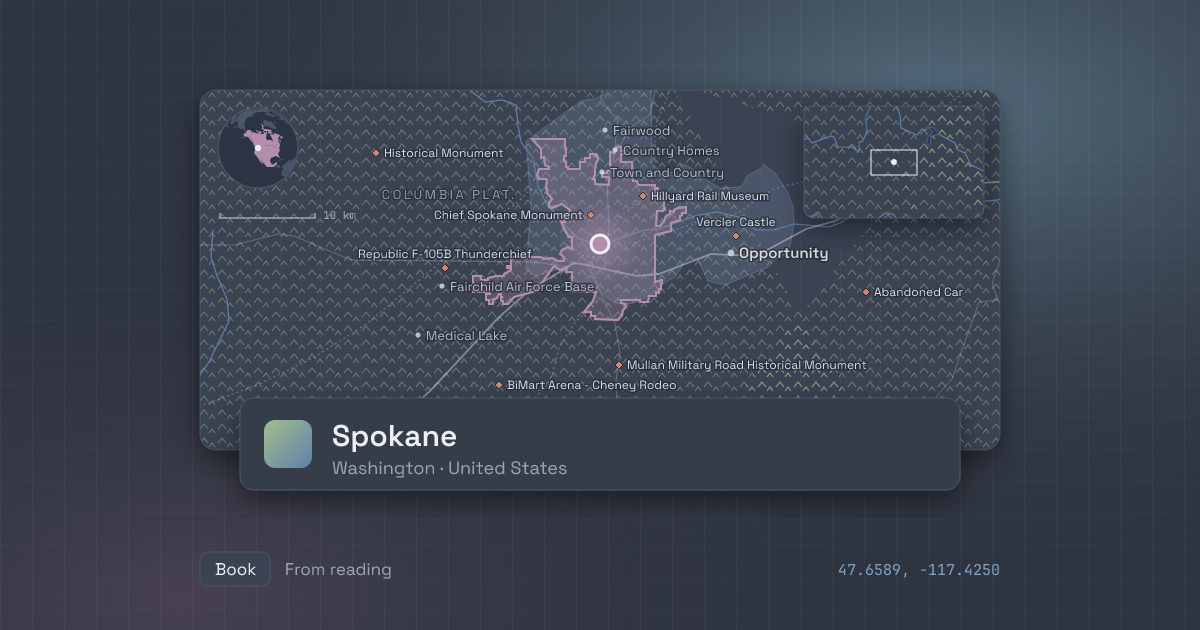 Fairwood
Country Homes
Historical Monument
Town and Country
COLUMBIA PLAT.
Hillyard Rail Museum
10 km
Chief Spokane Monument
Vercler Castle
Republic F-105B Thunderchief
Opportunity
Fairchild Air Force Base
Abandoned Car
Medical Lake
Mullan Military Road Historical Monument
BiMart Arena - Cheney Rodeo
Spokane
Washington · United States
Book
From reading
47.6589, -117.4250